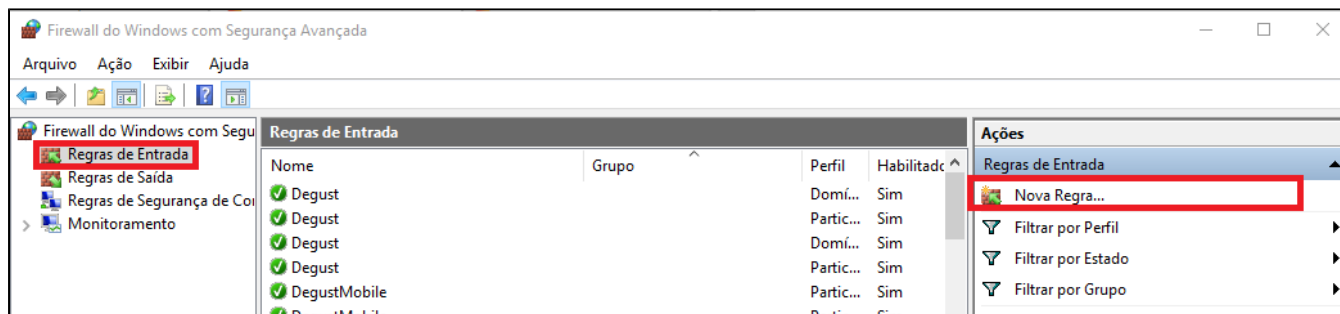 Firewall do Windows com Segurança Avançada
Arquivo Ação Exibir Ajuda
Firewall do Windows com Segu
Regras de Entrada
Regras de Saída
Regras de Segurança de Co
Monitoramento
Regras de Entrada
Nome Grupo Perfil Habilitado
Degust Domí... Sim
Degust Partic... Sim
Degust Domí... Sim
Degust Partic... Sim
DegustMobile Partic... Sim
Ações
Regras de Entrada
Nova Regra...
Filtrar por Perfil
Filtrar por Estado
Filtrar por Grupo